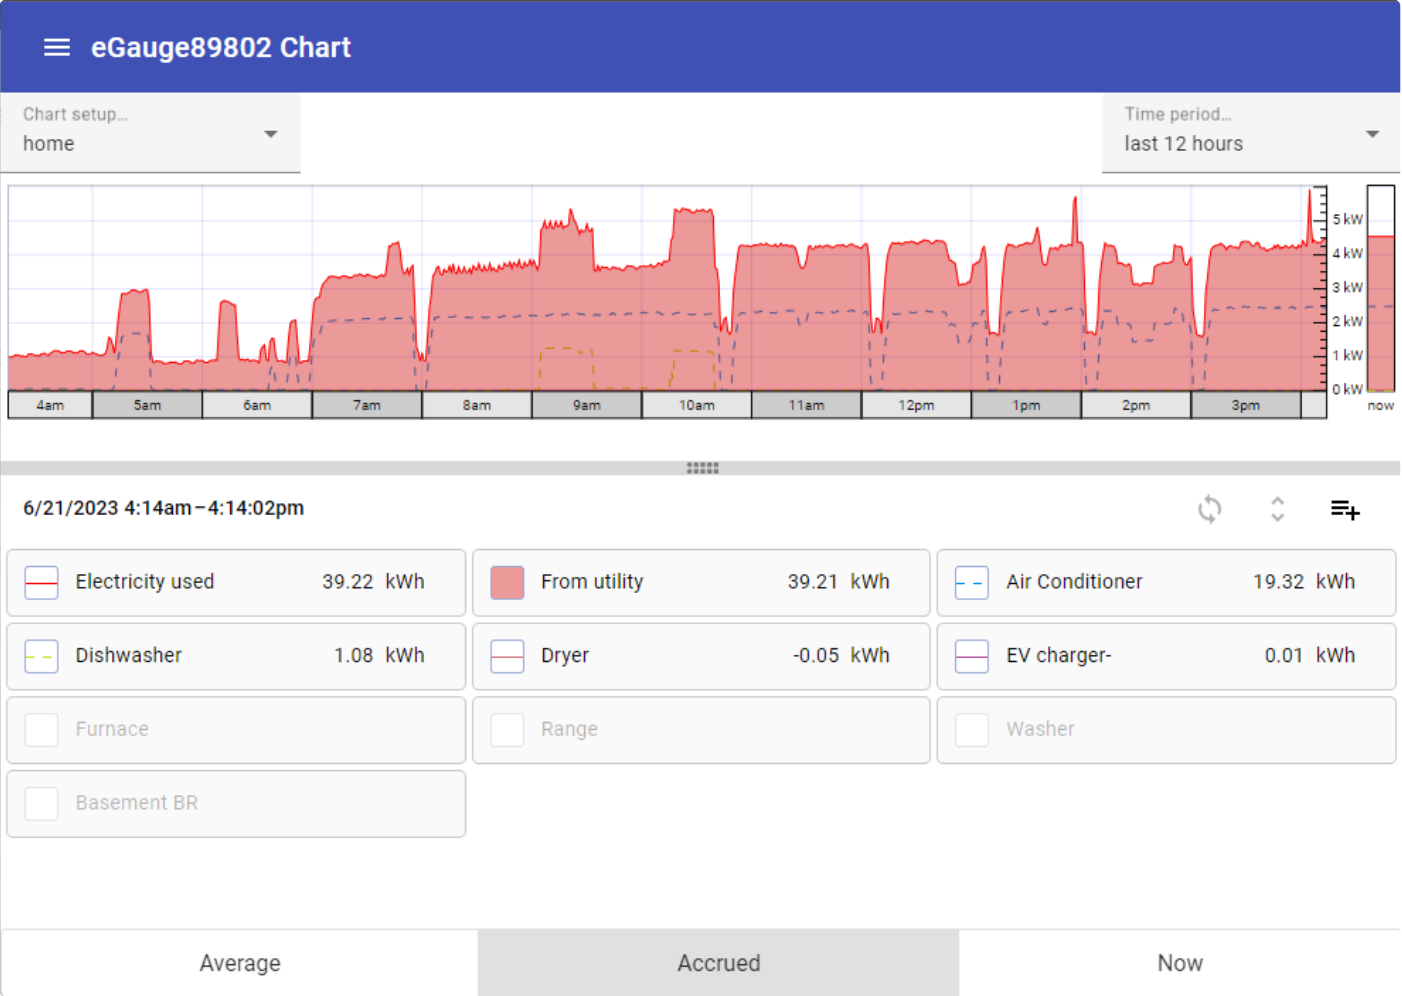 eGauge89802 Chart
Chart setup...
home
Time period...
last 12 hours
5 kW
4 kW
3 kW
2 kW
1 kW
0 kW
4am 5am 6am 7am 8am 9am 10am 11am 12pm 1pm 2pm 3pm now
6/21/2023 4:14am–4:14:02pm
Electricity used 39.22 kWh From utility 39.21 kWh Air Conditioner 19.32 kWh
Dishwasher 1.08 kWh Dryer -0.05 kWh EV charger- 0.01 kWh
Furnace Range Washer
Basement BR
Average Accrued Now